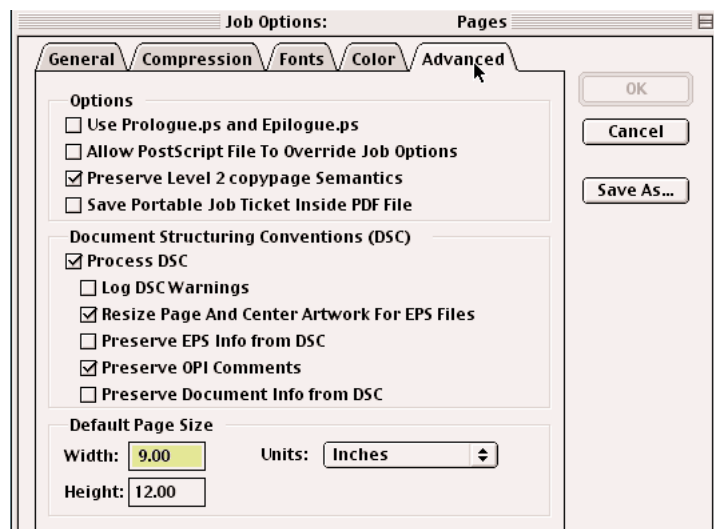 Job Options: Pages
General Compression Fonts Color Advanced
OK
Cancel
Save As...
Options
Use Prologue.ps and Epilogue.ps
Allow PostScript File To Override Job Options
Preserve Level 2 copypage Semantics
Save Portable Job Ticket Inside PDF File
Document Structuring Conventions (DSC)
Process DSC
Log DSC Warnings
Resize Page And Center Artwork For EPS Files
Preserve EPS Info from DSC
Preserve OPI Comments
Preserve Document Info from DSC
Default Page Size
Width: 9.00 Units: Inches
Height: 12.00